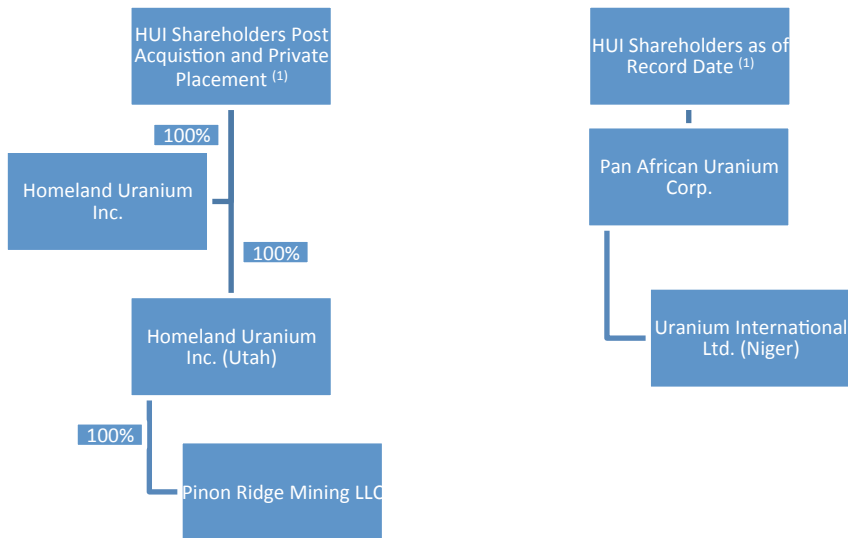 HUI Shareholders Post
Acquistion and Private
Placement (1)
100%
Homeland Uranium
Inc.
100%
Homeland Uranium
Inc. (Utah)
100%
Pinon Ridge Mining LLC
HUI Shareholders as of
Record Date (1)
Pan African Uranium
Corp.
Uranium International
Ltd. (Niger)